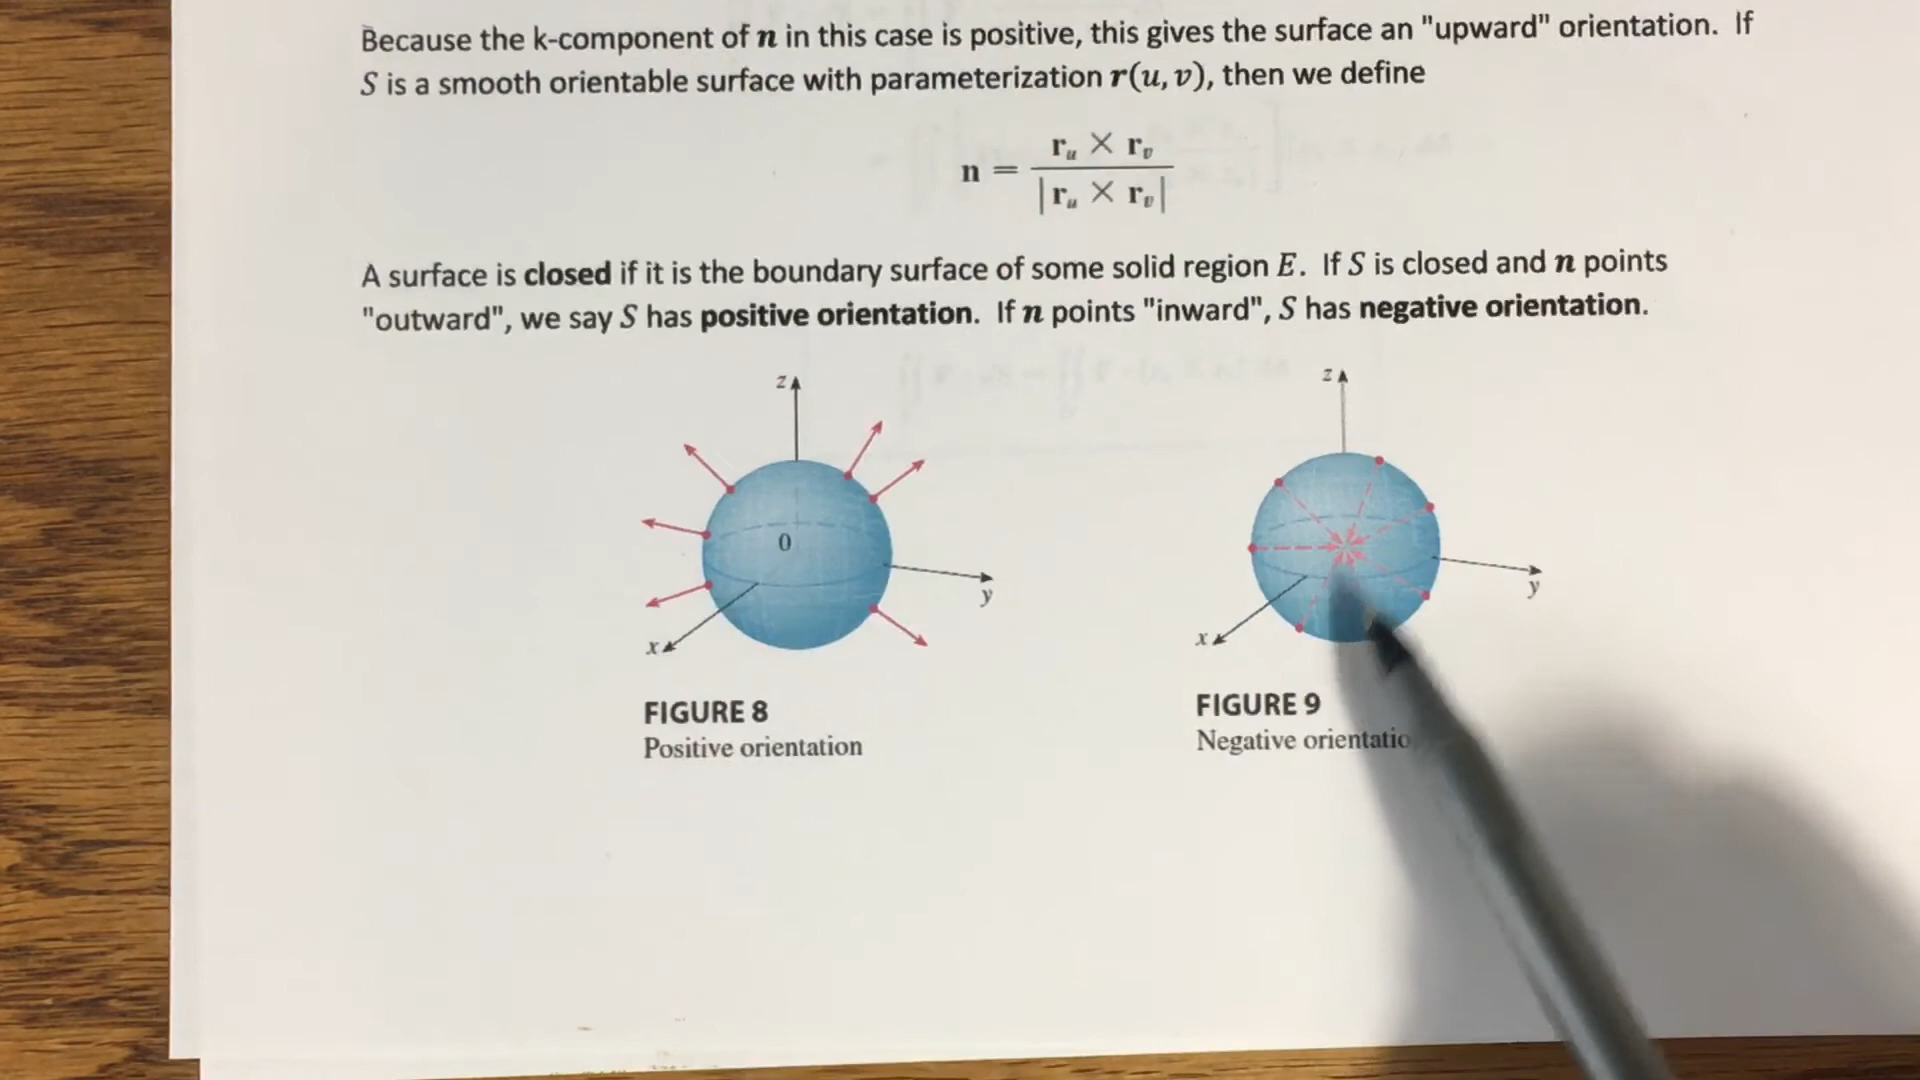 Because the k-component of n in this case is positive, this gives the surface an "upward" orientation. If
S is a smooth orientable surface with parameterization r(u, v), then we define
n = r_u × r_v / |r_u × r_v|
A surface is closed if it is the boundary surface of some solid region E. If S is closed and n points
"outward", we say S has positive orientation. If n points "inward", S has negative orientation.
z
0
y
x
FIGURE 8
Positive orientation
z
y
x
FIGURE 9
Negative orientatio